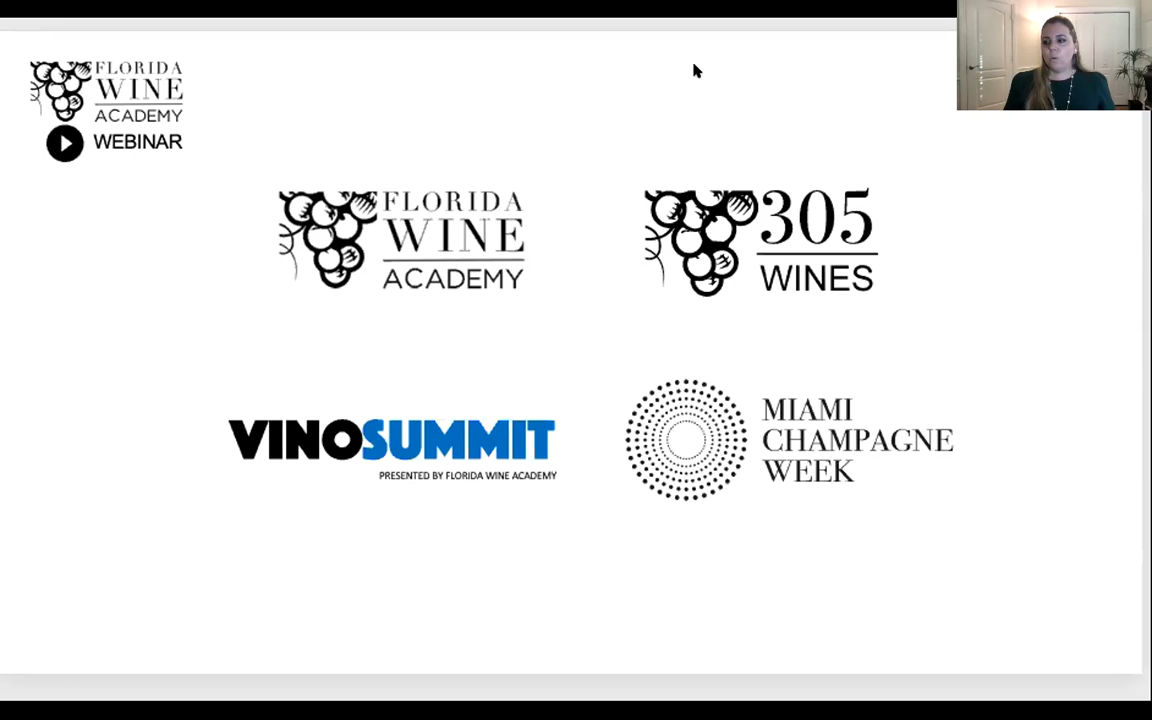 FLORIDA
WINE
ACADEMY
WEBINAR
FLORIDA
WINE
ACADEMY
305
WINES
VINOSUMMIT
PRESENTED BY FLORIDA WINE ACADEMY
MIAMI
CHAMPAGNE
WEEK